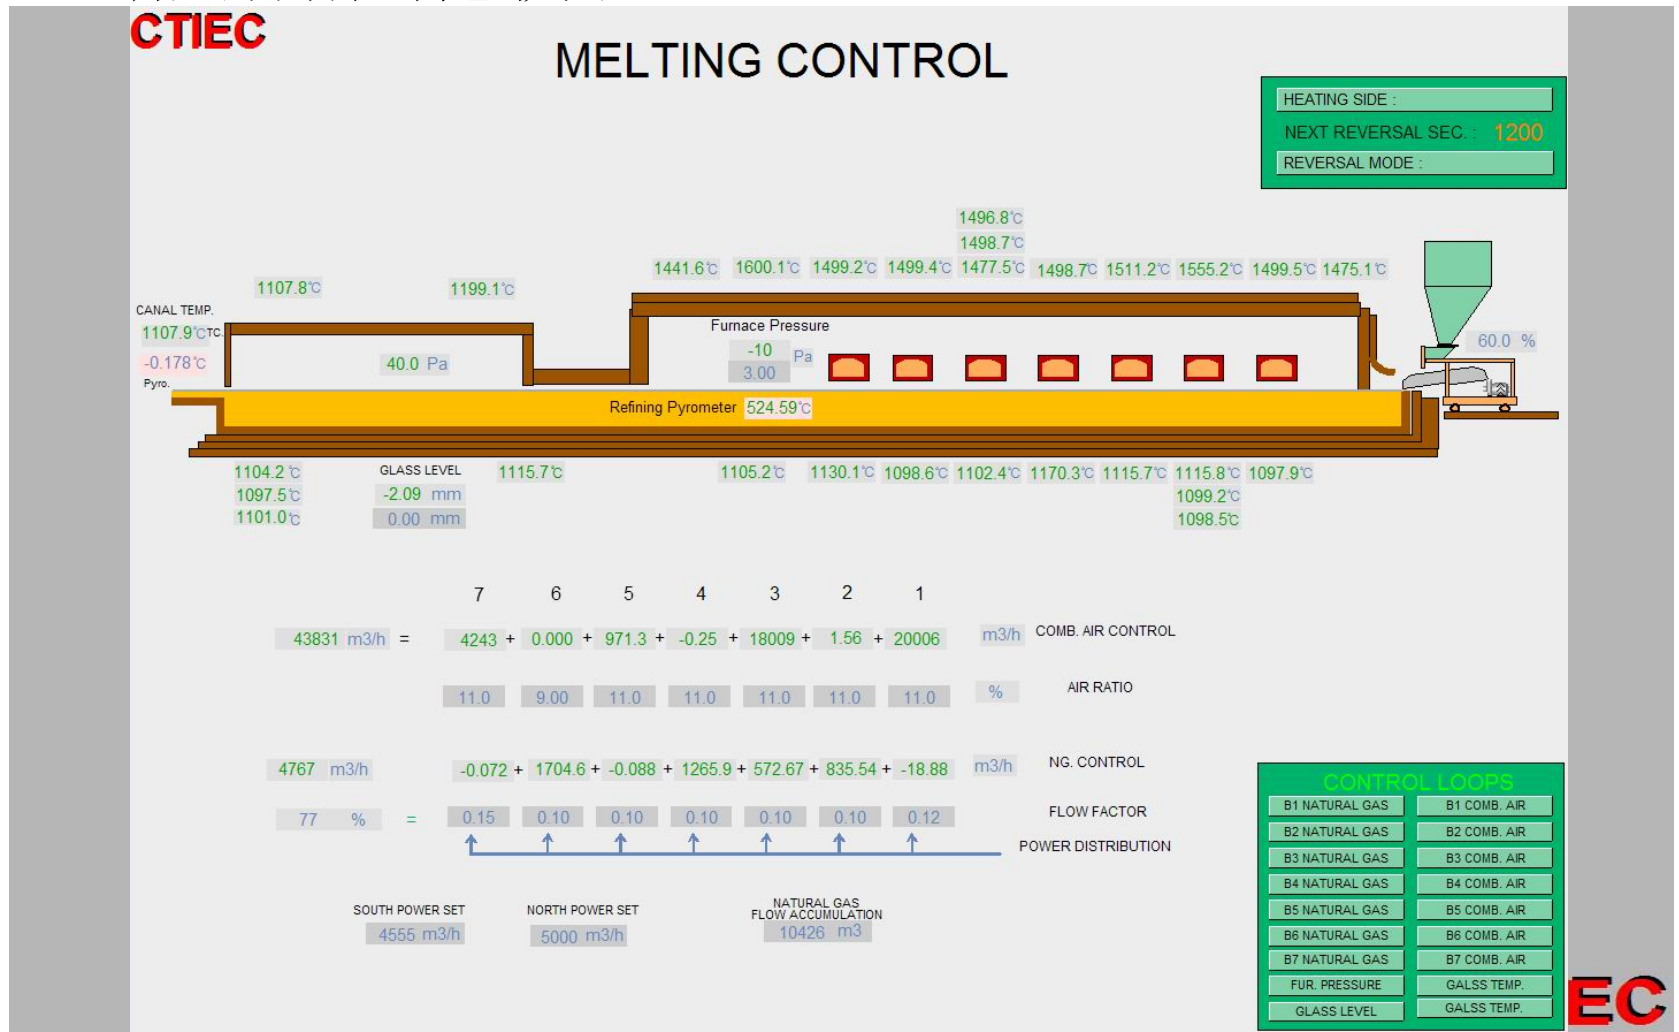 CTIEC
MELTING CONTROL
HEATING SIDE :
NEXT REVERSAL SEC. : 1200
REVERSAL MODE :
1496.8℃
1498.7℃
1441.6℃ 1600.1℃ 1499.2℃ 1499.4℃ 1477.5℃ 1498.7℃ 1511.2℃ 1555.2℃ 1499.5℃ 1475.1℃
1107.8℃ 1199.1℃
CANAL TEMP.
1107.9℃ TC.
-0.178℃
Pyro.
40.0 Pa
Furnace Pressure
-10 Pa
3.00
60.0 %
Refining Pyrometer 524.59℃
1104.2℃ GLASS LEVEL 1115.7℃ 1105.2℃ 1130.1℃ 1098.6℃ 1102.4℃ 1170.3℃ 1115.7℃ 1115.8℃ 1097.9℃
1097.5℃ -2.09 mm 1099.2℃
1101.0℃ 0.00 mm 1098.5℃
7 6 5 4 3 2 1
43831 m3/h = 4243 + 0.000 + 971.3 + -0.25 + 18009 + 1.56 + 20006 m3/h COMB. AIR CONTROL
11.0 9.00 11.0 11.0 11.0 11.0 11.0 % AIR RATIO
4767 m3/h -0.072 + 1704.6 + -0.088 + 1265.9 + 572.67 + 835.54 + -18.88 m3/h NG. CONTROL
77 % = 0.15 0.10 0.10 0.10 0.10 0.10 0.12 FLOW FACTOR
POWER DISTRIBUTION
SOUTH POWER SET
4555 m3/h
NORTH POWER SET
5000 m3/h
NATURAL GAS
FLOW ACCUMULATION
10426 m3
CONTROL LOOPS
B1 NATURAL GAS B1 COMB. AIR
B2 NATURAL GAS B2 COMB. AIR
B3 NATURAL GAS B3 COMB. AIR
B4 NATURAL GAS B4 COMB. AIR
B5 NATURAL GAS B5 COMB. AIR
B6 NATURAL GAS B6 COMB. AIR
B7 NATURAL GAS B7 COMB. AIR
FUR. PRESSURE GALSS TEMP.
GLASS LEVEL GALSS TEMP.
EC